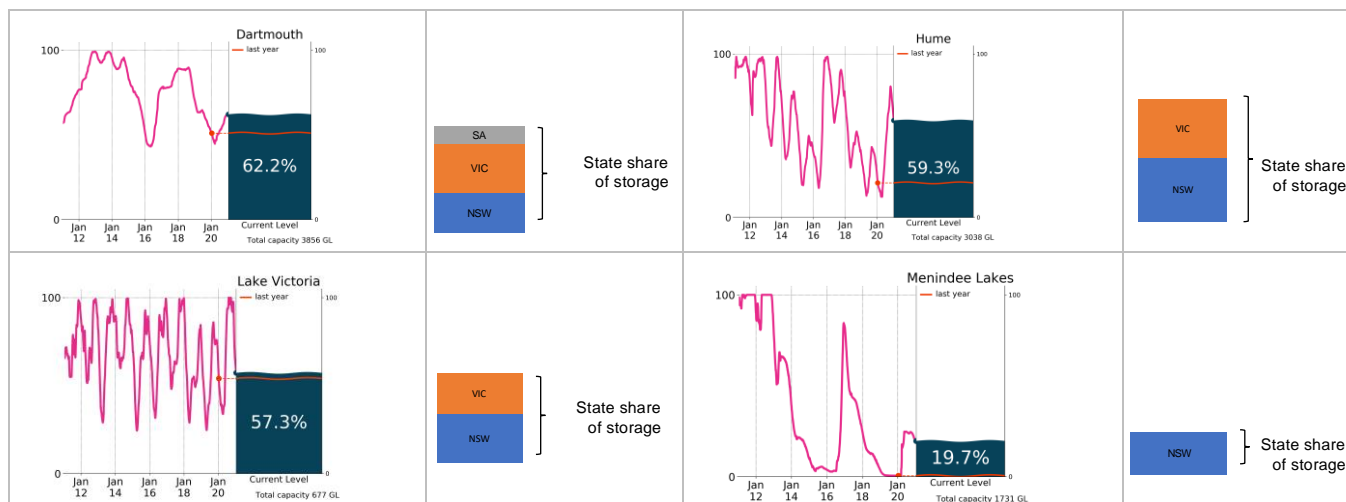 Dartmouth
last year
100
100
62.2%
0
0
Jan Jan Jan Jan Jan
12 14 16 18 20
Current Level
Total capacity 3856 GL
SA
VIC
NSW
State share
of storage
Hume
last year
100
100
59.3%
0
0
Jan Jan Jan Jan Jan
12 14 16 18 20
Current Level
Total capacity 3038 GL
VIC
NSW
State share
of storage
Lake Victoria
last year
100
100
57.3%
0
0
Jan Jan Jan Jan Jan
12 14 16 18 20
Current Level
Total capacity 677 GL
VIC
NSW
State share
of storage
Menindee Lakes
last year
100
100
19.7%
0
0
Jan Jan Jan Jan Jan
12 14 16 18 20
Current Level
Total capacity 1731 GL
NSW
State share
of storage